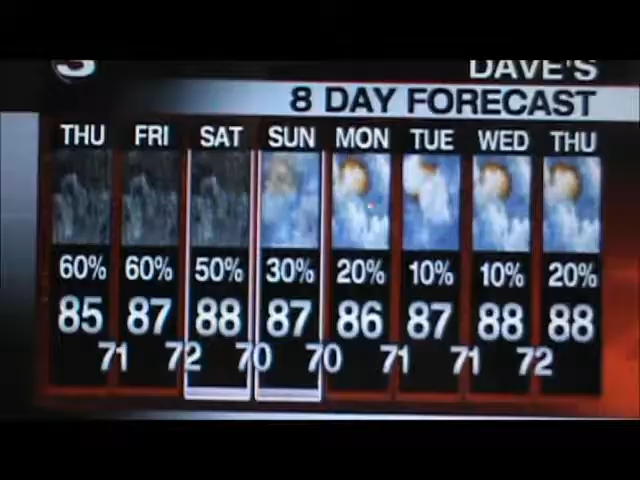 3
DAVE'S
8 DAY FORECAST
THU FRI SAT SUN MON TUE WED THU
60% 60% 50% 30% 20% 10% 10% 20%
85 87 88 87 86 87 88 88
71 72 70 70 71 71 72